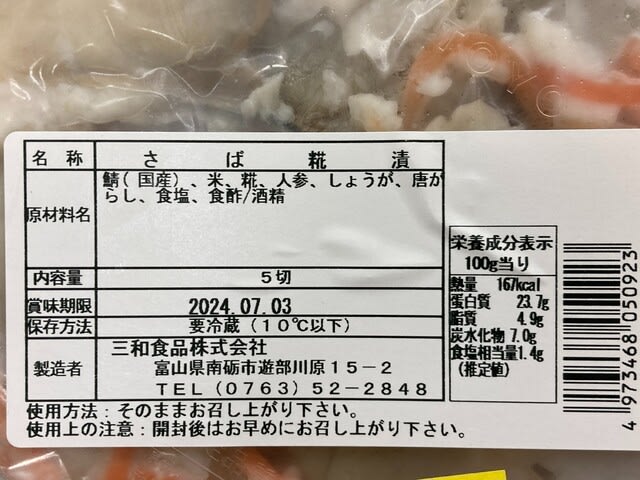 名称 さば糀漬
原材料名 鯖(国産)、米、糀、人参、しょうが、唐が
らし、食塩、食酢/酒精
内容量 5切
賞味期限 2024.07.03
保存方法 要冷蔵(10℃以下)
製造者 三和食品株式会社
富山県南砺市遊部川原15-2
TEL(0763)52-2848
使用方法:そのままお召し上がり下さい。
使用上の注意:開封後はお早めにお召し上がり下さい。
栄養成分表示
100g当り
熱量 167kcal
蛋白質 23.7g
脂質 4.9g
炭水化物 7.0g
食塩相当量1.4g
(推定値)
4973468050923